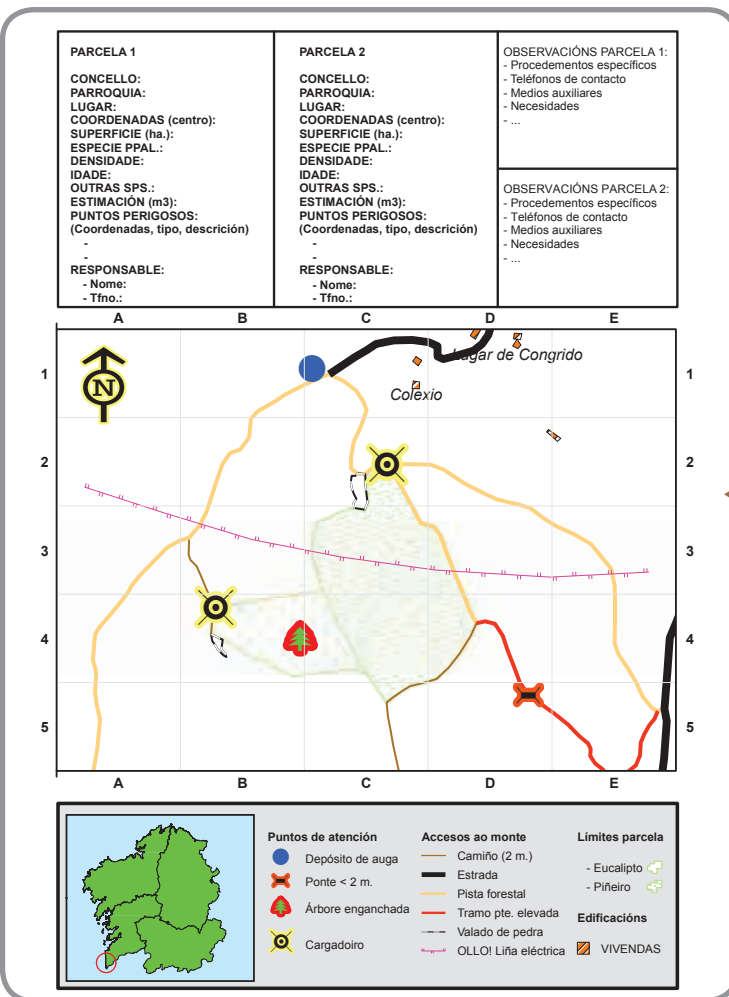 PARCELA 1
CONCELLO:
PARROQUIA:
LUGAR:
COORDENADAS (centro):
SUPERFICIE (ha.):
ESPECIE PPAL.:
DENSIDADE:
IDADE:
OUTRAS SPS.:
ESTIMACIÓN (m3):
PUNTOS PERIGOSOS:
(Coordenadas, tipo, descrición)
-
-
RESPONSABLE:
- Nome:
- Tfno.:
PARCELA 2
CONCELLO:
PARROQUIA:
LUGAR:
COORDENADAS (centro):
SUPERFICIE (ha.):
ESPECIE PPAL.:
DENSIDADE:
IDADE:
OUTRAS SPS.:
ESTIMACIÓN (m3):
PUNTOS PERIGOSOS:
(Coordenadas, tipo, descrición)
-
-
RESPONSABLE:
- Nome:
- Tfno.:
OBSERVACIÓNS PARCELA 1:
- Procedementos específicos
- Teléfonos de contacto
- Medios auxiliares
- Necesidades
- ...
OBSERVACIÓNS PARCELA 2:
- Procedementos específicos
- Teléfonos de contacto
- Medios auxiliares
- Necesidades
- ...
A B C D E
Lugar de Congrido
1 1
N
Colexio
2 2
3 3
4 4
5 5
A B C D E
Puntos de atención
Depósito de auga
Ponte < 2 m.
Árbore enganchada
Cargadoiro
Accesos ao monte
Camiño (2 m.)
Estrada
Pista forestal
Tramo pte. elevada
Valado de pedra
OLLO! Liña eléctrica
Límites parcela
- Eucalipto
- Piñeiro
Edificacións
VIVENDAS